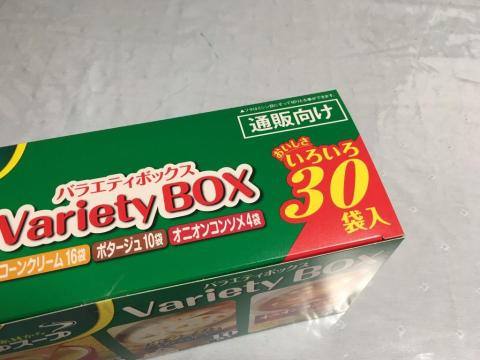 通販向け
おいしさ
いろいろ
30
袋入
バラエティボックス
Variety BOX
コーンクリーム16袋
ポタージュ10袋
オニオンコンソメ4袋
バラエティボックス
Variety BOX